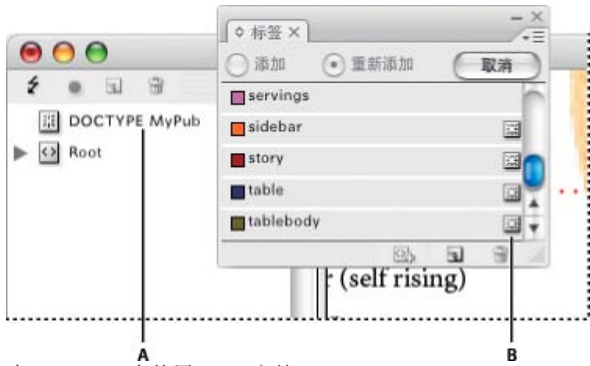 标签
添加 重新添加 取消
servings
DOCTYPE MyPub
sidebar
Root
story
table
tablebody
r (self rising)
A B